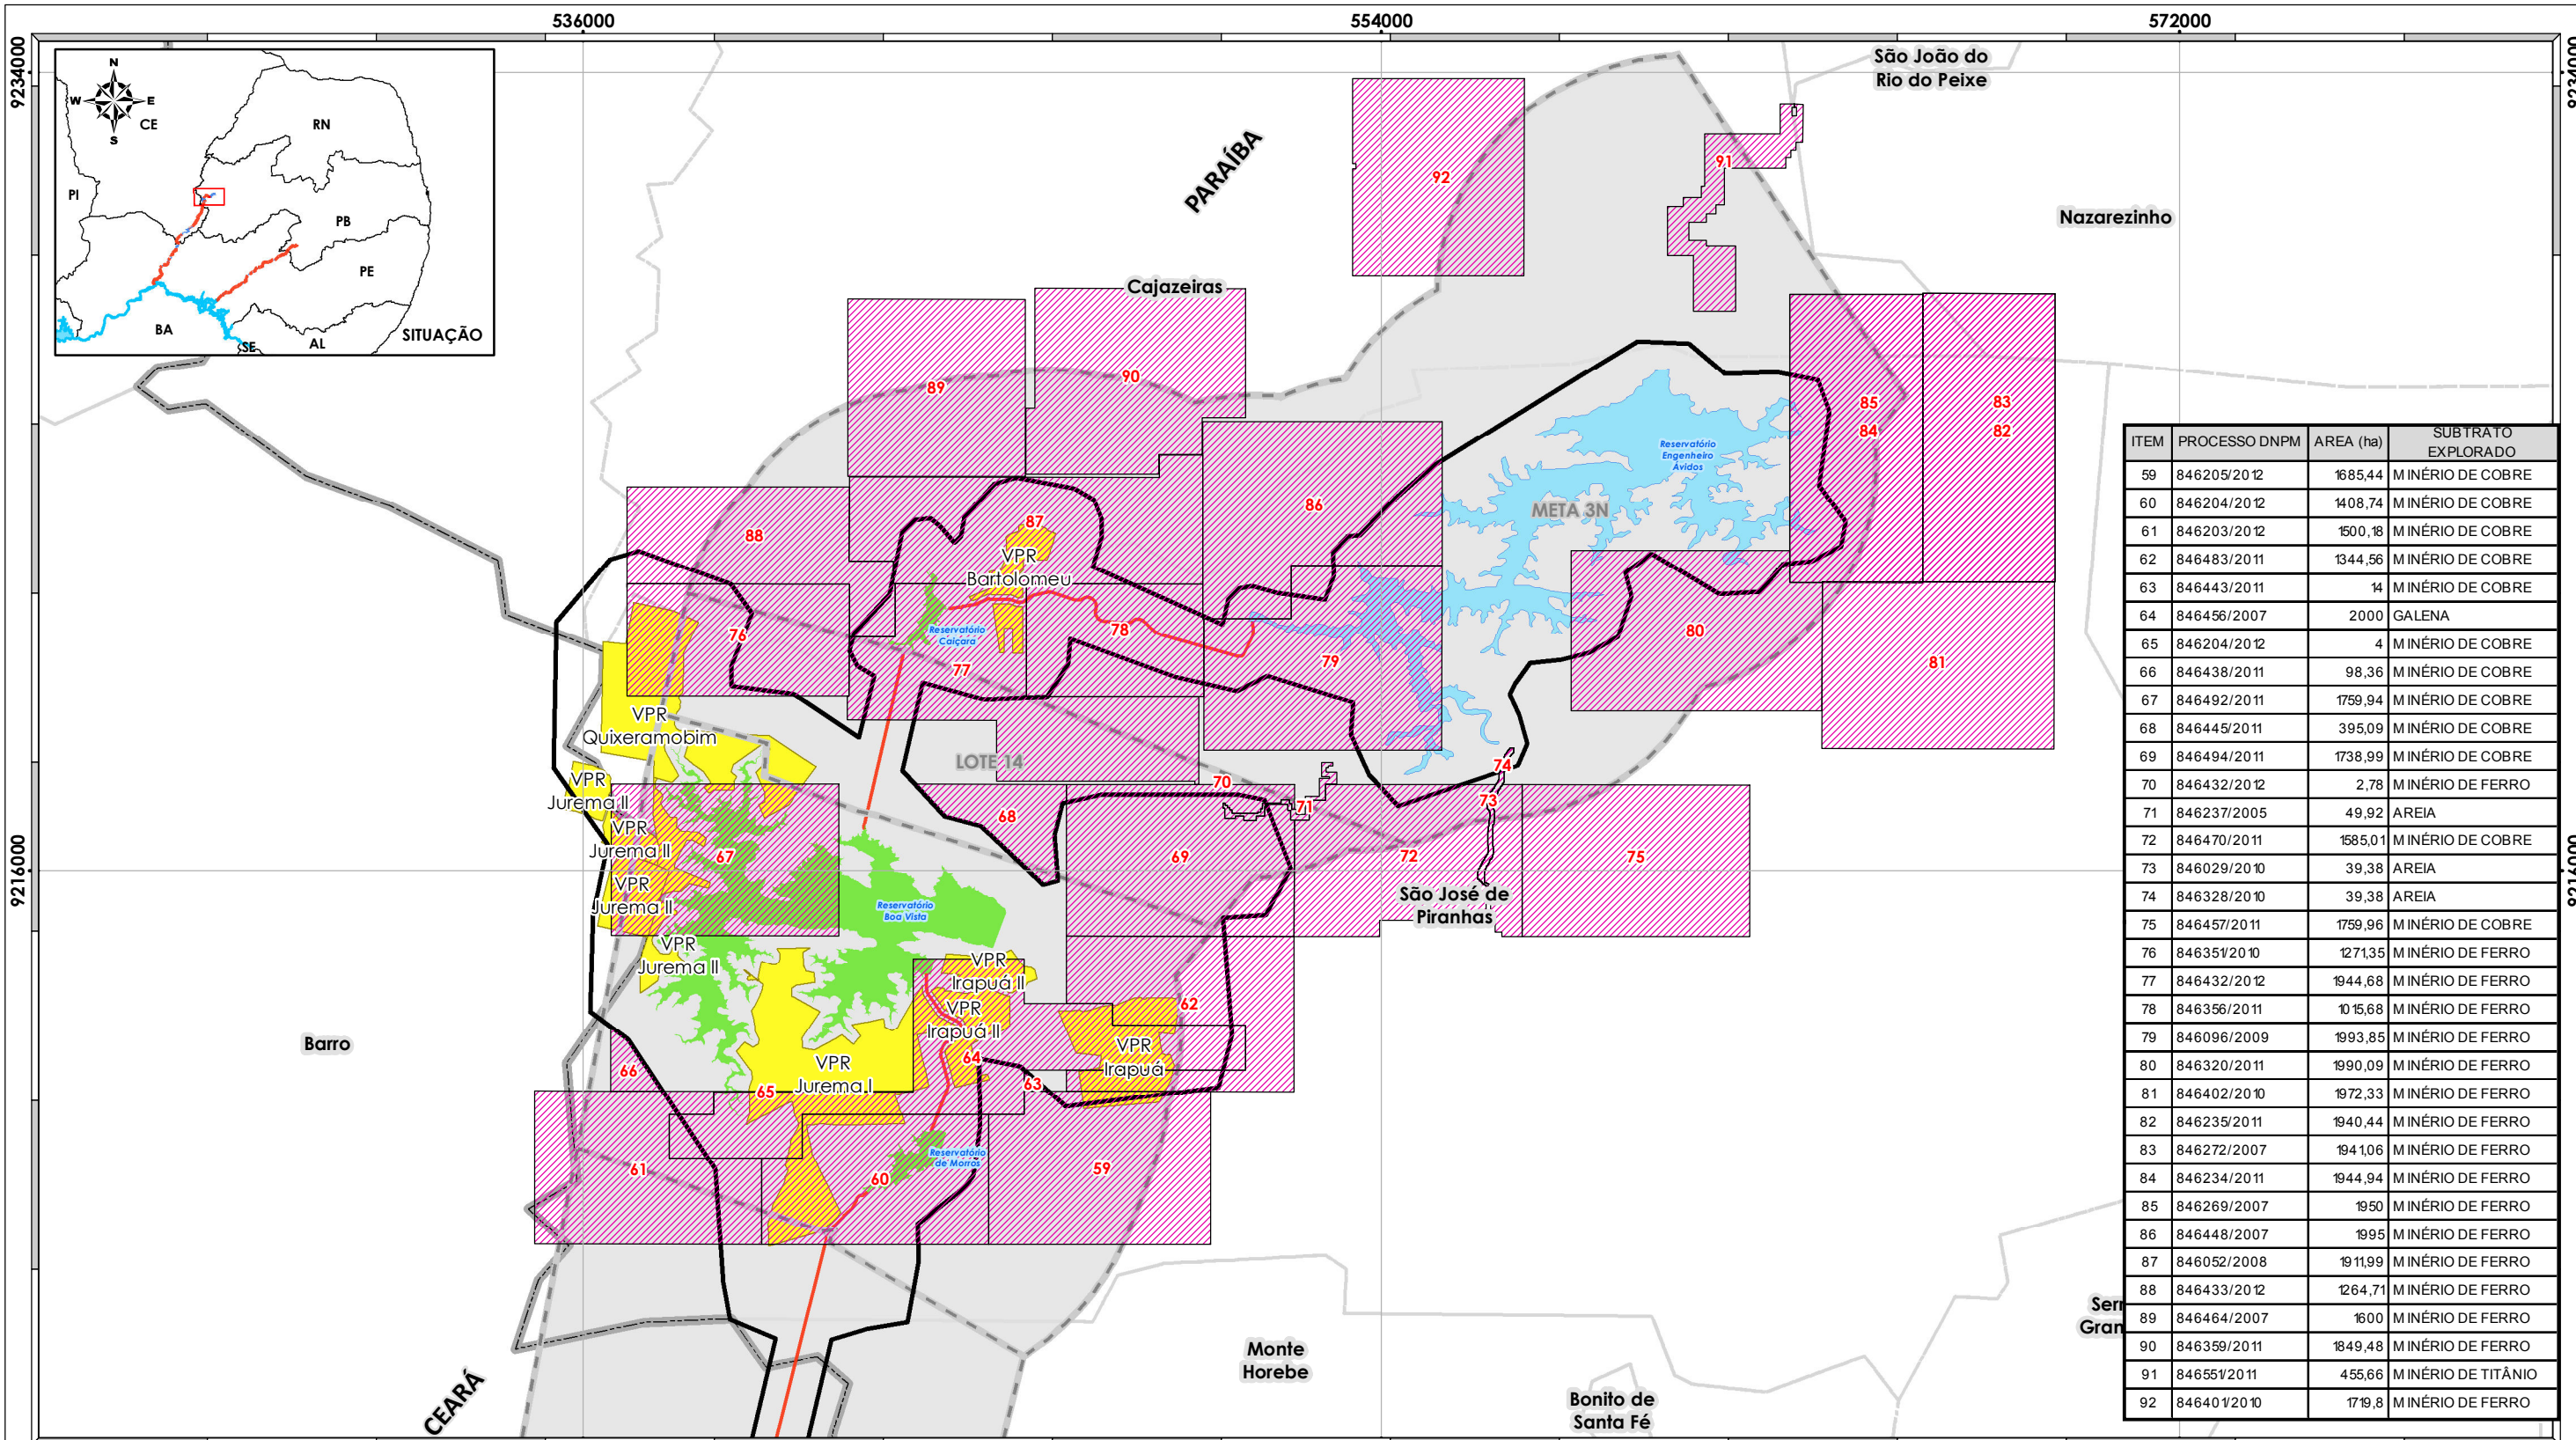 536000
554000
572000
9234000
9234000
9216000
9216000
N
W
E
S
CE
RN
PI
PB
PE
BA
SE
AL
SITUAÇÃO
São João do
Rio do Peixe
PARAÍBA
92
91
Nazarezinho
Cajazeiras
89
90
85
84
83
82
Reservatório
Engenheiro
Ávidos
META 3N
86
87
88
VPR
Bartolomeu
76
Reservatório
Caiçara
78
77
79
80
81
VPR
Quixeramobim
LOTE 14
VPR
Jurema II
70
74
71
73
68
VPR
Jurema II
67
69
72
75
VPR
Jurema II
São José de
Piranhas
Reservatório
Boa Vista
VPR
Jurema II
VPR
Irapuá II
VPR
Irapuá II
62
Barro
VPR
Irapuá
64
VPR
Jurema I
66
63
65
61
60
59
Reservatório
de Morros
Monte
Horebe
Bonito de
Santa Fé
CEARÁ
Serr
Gran
ITEM PROCESSO DNPM AREA (ha) SUBTRATO EXPLORADO
59 846205/2012 1685,44 MINÉRIO DE COBRE
60 846204/2012 1408,74 MINÉRIO DE COBRE
61 846203/2012 1500,18 MINÉRIO DE COBRE
62 846483/2011 1344,56 MINÉRIO DE COBRE
63 846443/2011 14 MINÉRIO DE COBRE
64 846456/2007 2000 GALENA
65 846204/2012 4 MINÉRIO DE COBRE
66 846438/2011 98,36 MINÉRIO DE COBRE
67 846492/2011 1759,94 MINÉRIO DE COBRE
68 846445/2011 395,09 MINÉRIO DE COBRE
69 846494/2011 1738,99 MINÉRIO DE COBRE
70 846432/2012 2,78 MINÉRIO DE FERRO
71 846237/2005 49,92 AREIA
72 846470/2011 1585,01 MINÉRIO DE COBRE
73 846029/2010 39,38 AREIA
74 846328/2010 39,38 AREIA
75 846457/2011 1759,96 MINÉRIO DE COBRE
76 846351/2010 1271,35 MINÉRIO DE FERRO
77 846432/2012 1944,68 MINÉRIO DE FERRO
78 846356/2011 1015,68 MINÉRIO DE FERRO
79 846096/2009 1993,85 MINÉRIO DE FERRO
80 846320/2011 1990,09 MINÉRIO DE FERRO
81 846402/2010 1972,33 MINÉRIO DE FERRO
82 846235/2011 1940,44 MINÉRIO DE FERRO
83 846272/2007 1941,06 MINÉRIO DE FERRO
84 846234/2011 1944,94 MINÉRIO DE FERRO
85 846269/2007 1950 MINÉRIO DE FERRO
86 846448/2007 1995 MINÉRIO DE FERRO
87 846052/2008 1911,99 MINÉRIO DE FERRO
88 846433/2012 1264,71 MINÉRIO DE FERRO
89 846464/2007 1600 MINÉRIO DE FERRO
90 846359/2011 1849,48 MINÉRIO DE FERRO
91 846551/2011 455,66 MINÉRIO DE TITÂNIO
92 846401/2010 1719,8 MINÉRIO DE FERRO